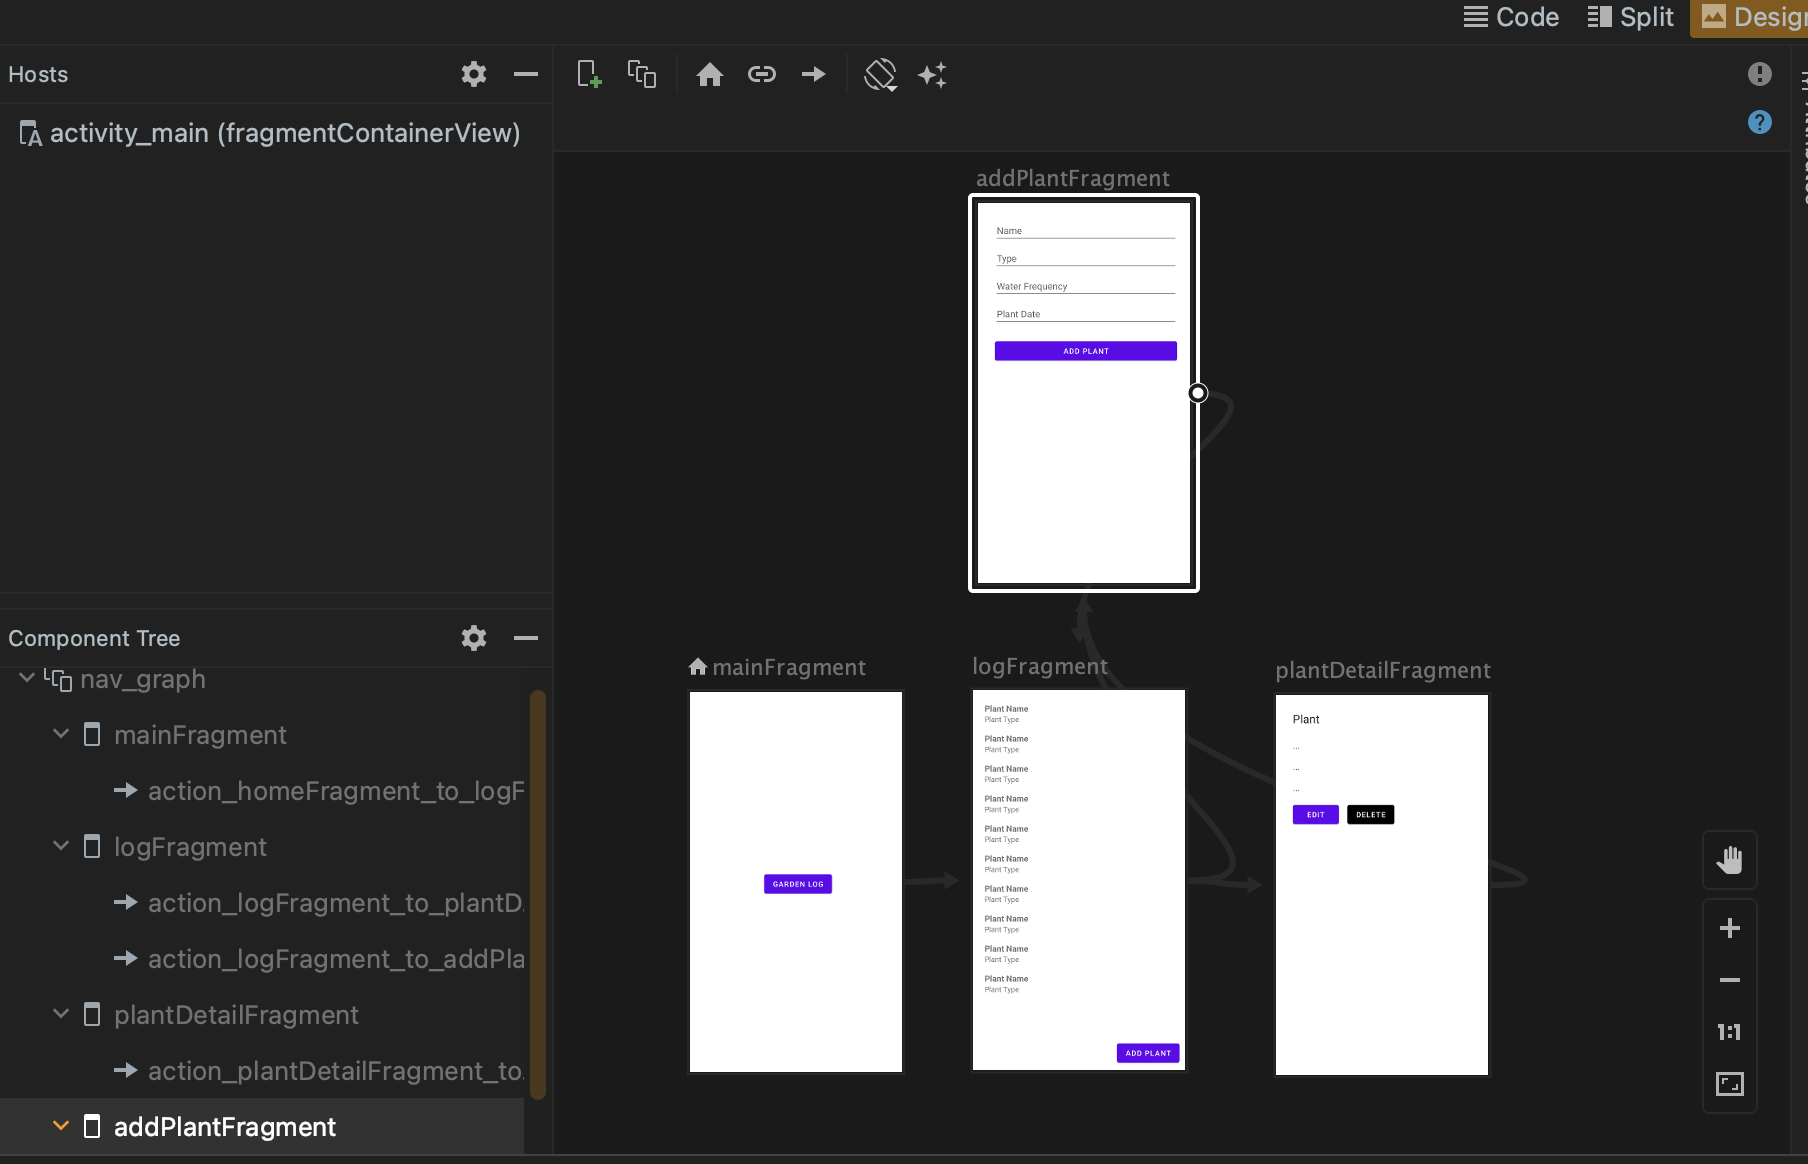 Code
Split
Design
Hosts
activity_main (fragmentContainerView)
addPlantFragment
Name
Type
Water Frequency
Plant Date
ADD PLANT
Component Tree
nav_graph
mainFragment
action_homeFragment_to_logF
logFragment
action_logFragment_to_plantD.
action_logFragment_to_addPla
plantDetailFragment
action_plantDetailFragment_to.
addPlantFragment
mainFragment
GARDEN LOG
logFragment
Plant Name
Plant Type
Plant Name
Plant Type
Plant Name
Plant Type
Plant Name
Plant Type
Plant Name
Plant Type
Plant Name
Plant Type
Plant Name
Plant Type
Plant Name
Plant Type
Plant Name
Plant Type
Plant Name
Plant Type
ADD PLANT
plantDetailFragment
Plant
...
...
...
EDIT
DELETE
1:1